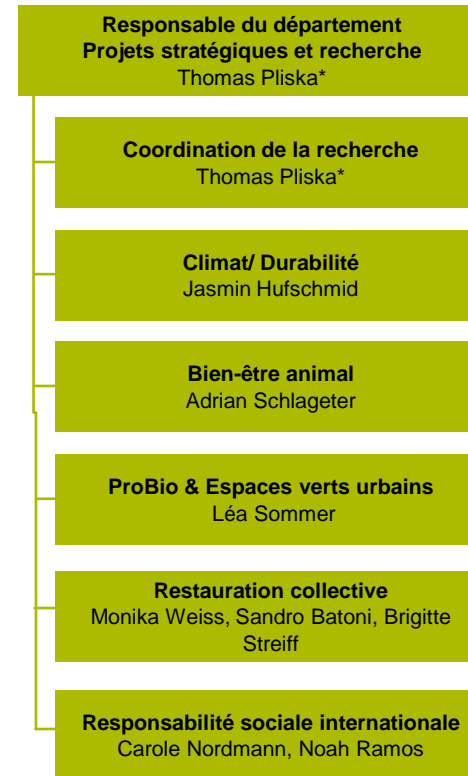 Responsable du département
Projets stratégiques et recherche
Thomas Pliska*
Coordination de la recherche
Thomas Pliska*
Climat/ Durabilité
Jasmin Hufschmid
Bien-être animal
Adrian Schlageter
ProBio & Espaces verts urbains
Léa Sommer
Restauration collective
Monika Weiss, Sandro Batoni, Brigitte
Streiff
Responsabilité sociale internationale
Carole Nordmann, Noah Ramos